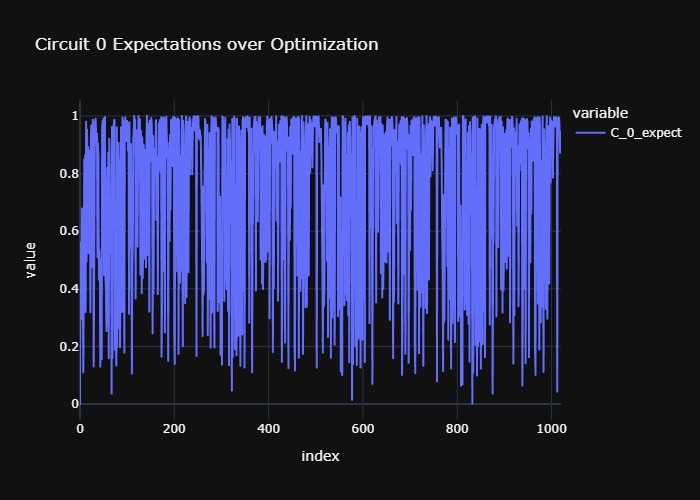 Circuit 0 Expectations over Optimization
variable
C_0_expect
value
1
0.8
0.6
0.4
0.2
0
0
200
400
600
800
1000
index